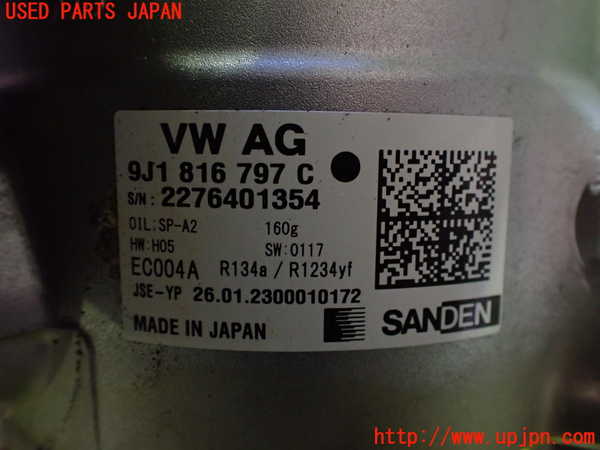 USED PARTS JAPAN
VW AG
9J1 816 797 C
S/N: 2276401354
OIL:SP-A2 160g
HW:H05 SW:0117
EC004A R134a / R1234yf
JSE-YP 26.01.2300010172
MADE IN JAPAN SANDEN
http://www.upjpn.com/